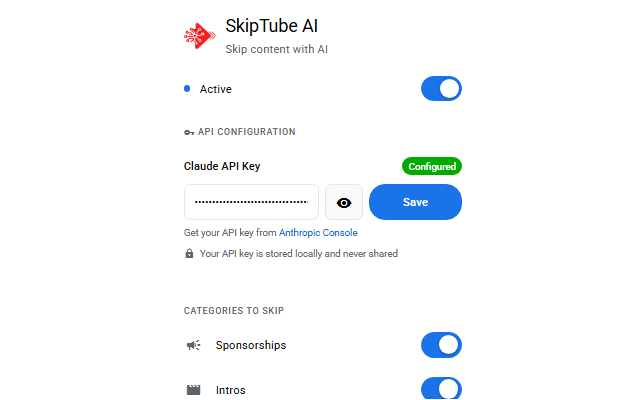 SkipTube AI
Skip content with AI
Active
API CONFIGURATION
Claude API Key
Configured
Save
Get your API key from Anthropic Console
Your API key is stored locally and never shared
CATEGORIES TO SKIP
Sponsorships
Intros